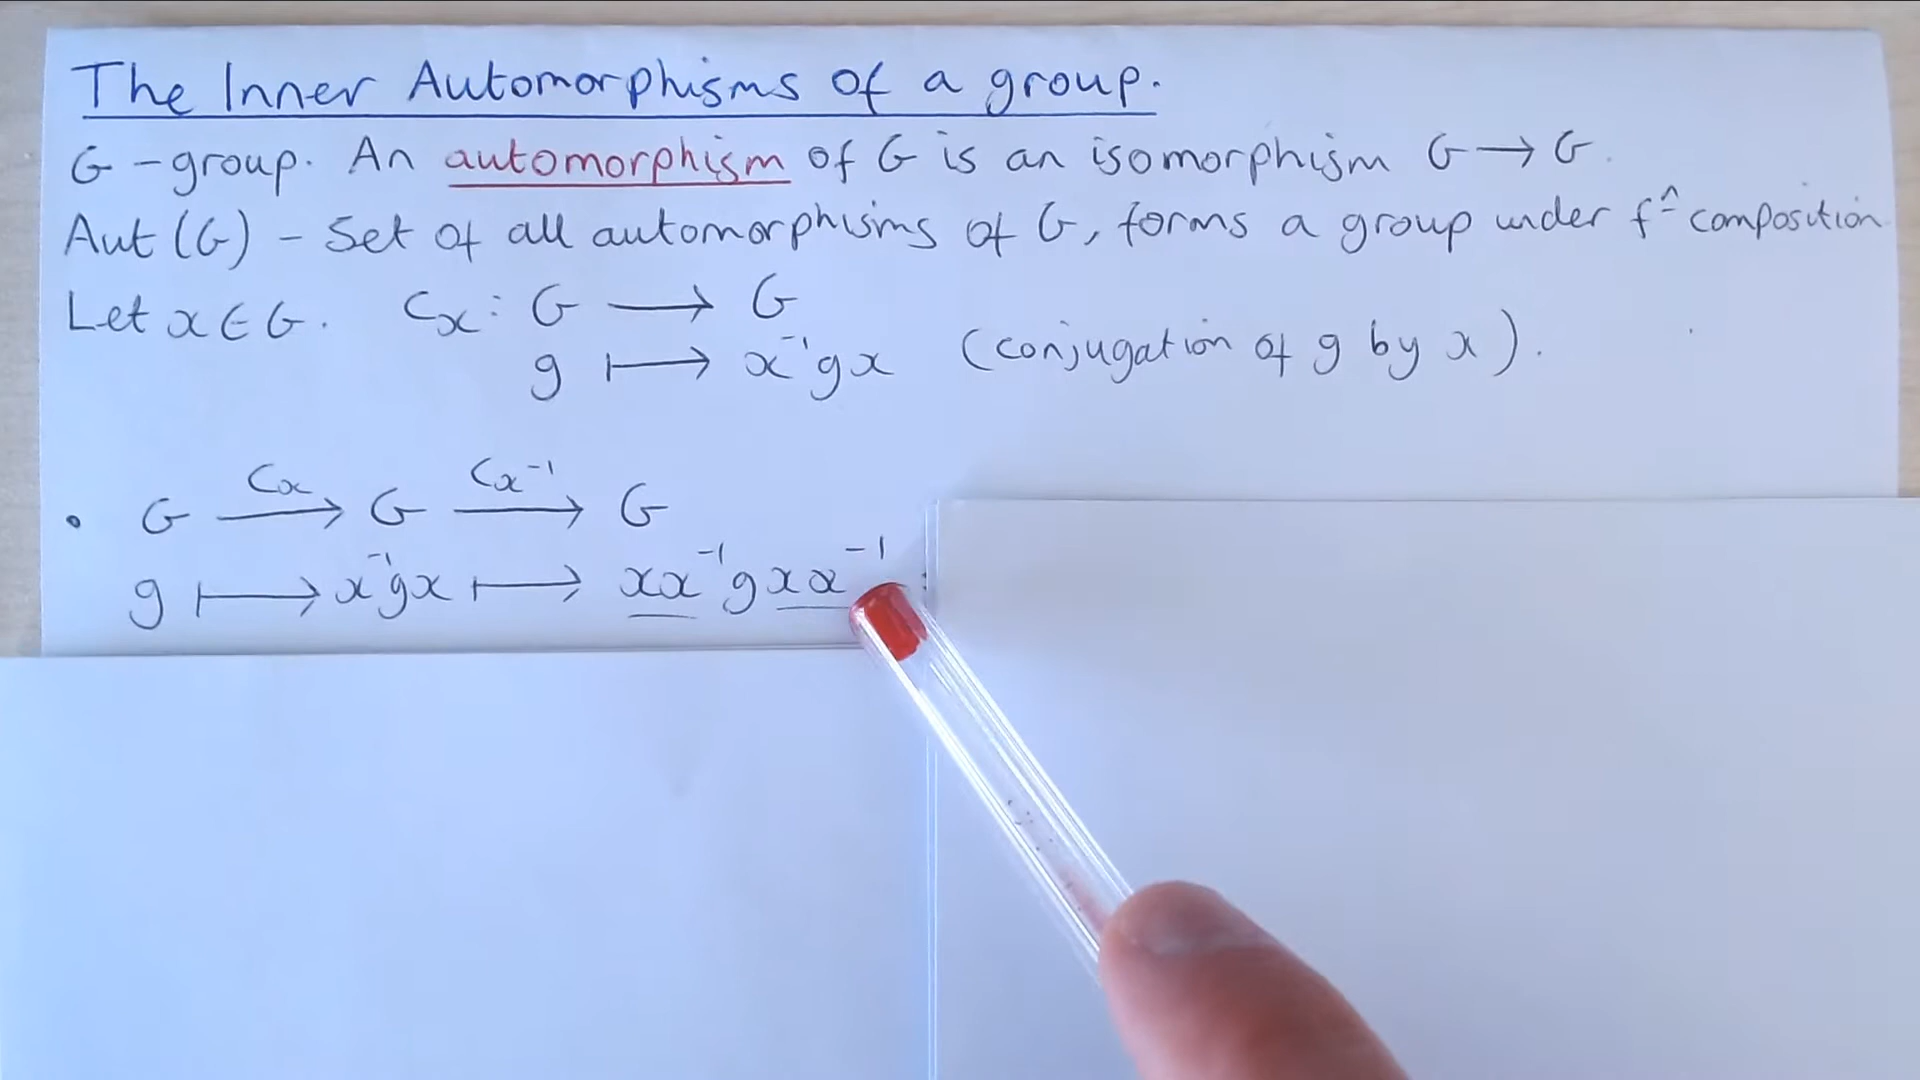 The Inner Automorphisms of a group.
G - group. An automorphism of G is an isomorphism G → G.
Aut (G) - Set of all automorphisms of G, forms a group under f^n composition
Let x ∈ G. Cx : G → G
g ↦ x⁻¹gx (conjugation of g by x).
• G →(Cx) G →(Cx⁻¹) G
g ↦ x⁻¹gx ↦ xx⁻¹gxx⁻¹